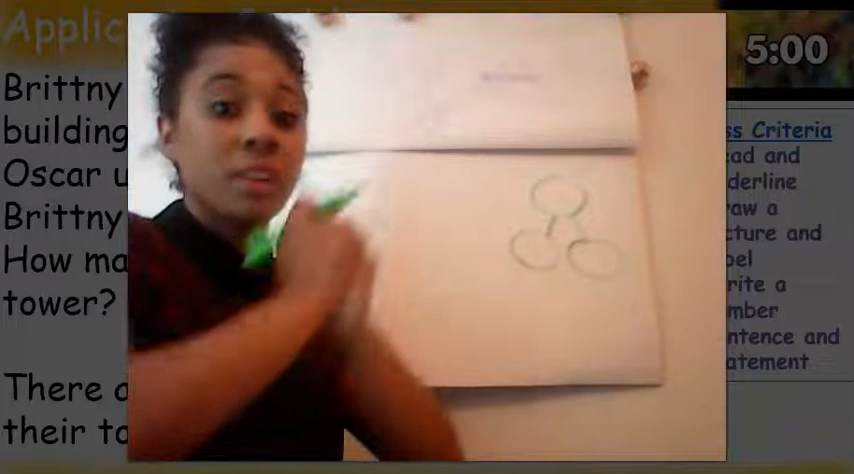 Applic
5:00
Brittny
building
Oscar u
Brittny
How ma
tower?
There a
their to
ss Criteria
ead and
derline
aw a
cture and
bel
rite a
mber
ntence and
atement